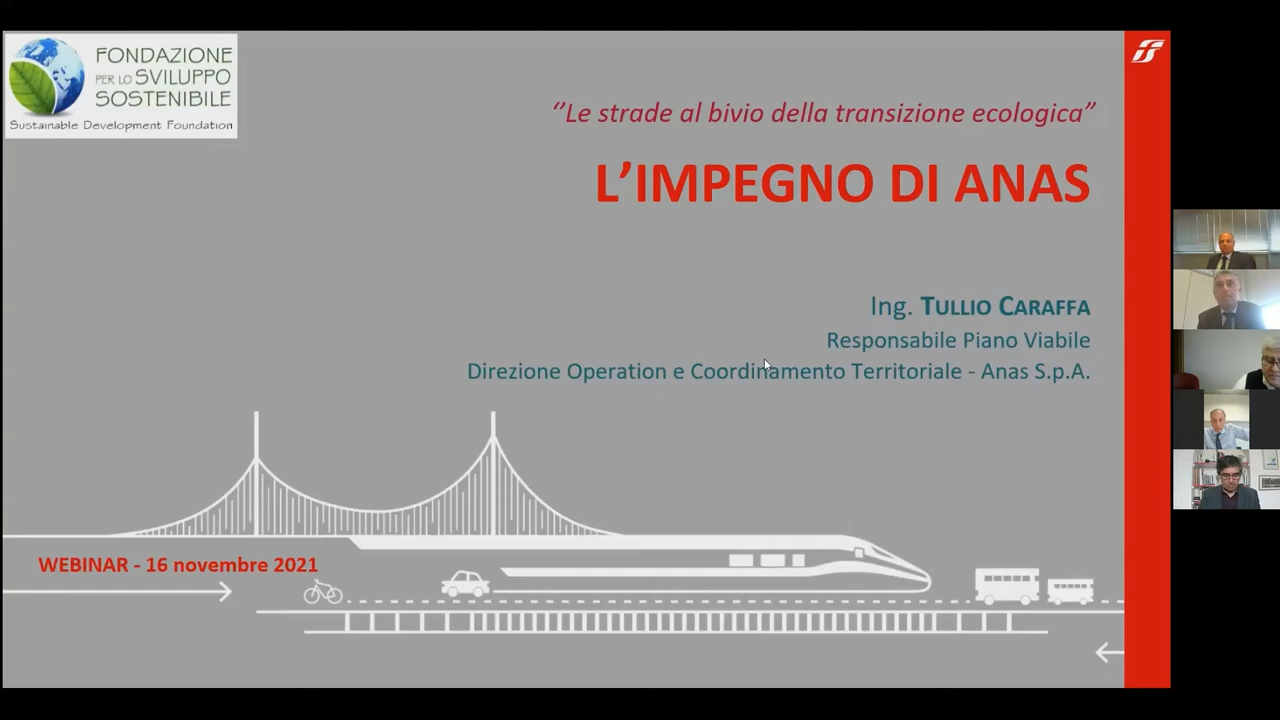 FONDAZIONE
PER LO SVILUPPO
SOSTENIBILE
Sustainable Development Foundation
“Le strade al bivio della transizione ecologica”
L’IMPEGNO DI ANAS
Ing. TULLIO CARAFFA
Responsabile Piano Viabile
Direzione Operation e Coordinamento Territoriale - Anas S.p.A.
WEBINAR - 16 novembre 2021